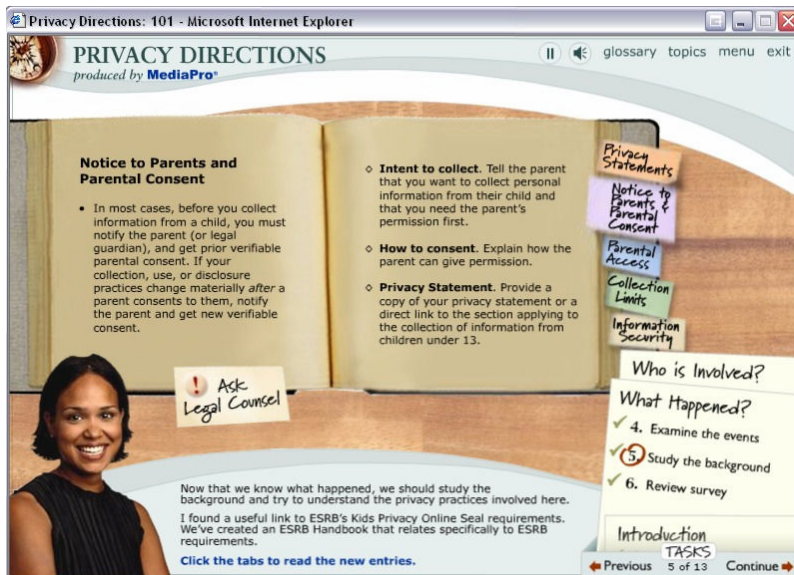 Privacy Directions: 101 - Microsoft Internet Explorer
PRIVACY DIRECTIONS
produced by MediaPro®
glossary topics menu exit
Notice to Parents and
Parental Consent
• In most cases, before you collect
information from a child, you must
notify the parent (or legal
guardian), and get prior verifiable
parental consent. If your
collection, use, or disclosure
practices change materially after a
parent consents to them, notify
the parent and get new verifiable
consent.
◇ Intent to collect. Tell the parent
that you want to collect personal
information from their child and
that you need the parent's
permission first.
◇ How to consent. Explain how the
parent can give permission.
◇ Privacy Statement. Provide a
copy of your privacy statement or a
direct link to the section applying to
the collection of information from
children under 13.
Privacy
Statements
Notice to
Parents &
Parental
Consent
Parental
Access
Collection
Limits
Information
Security
! Ask
Legal Counsel
Who is Involved?
What Happened?
4. Examine the events
5. Study the background
6. Review survey
Introduction
Now that we know what happened, we should study the
background and try to understand the privacy practices involved here.
I found a useful link to ESRB's Kids Privacy Online Seal requirements.
We've created an ESRB Handbook that relates specifically to ESRB
requirements.
Click the tabs to read the new entries.
TASKS
Previous 5 of 13 Continue